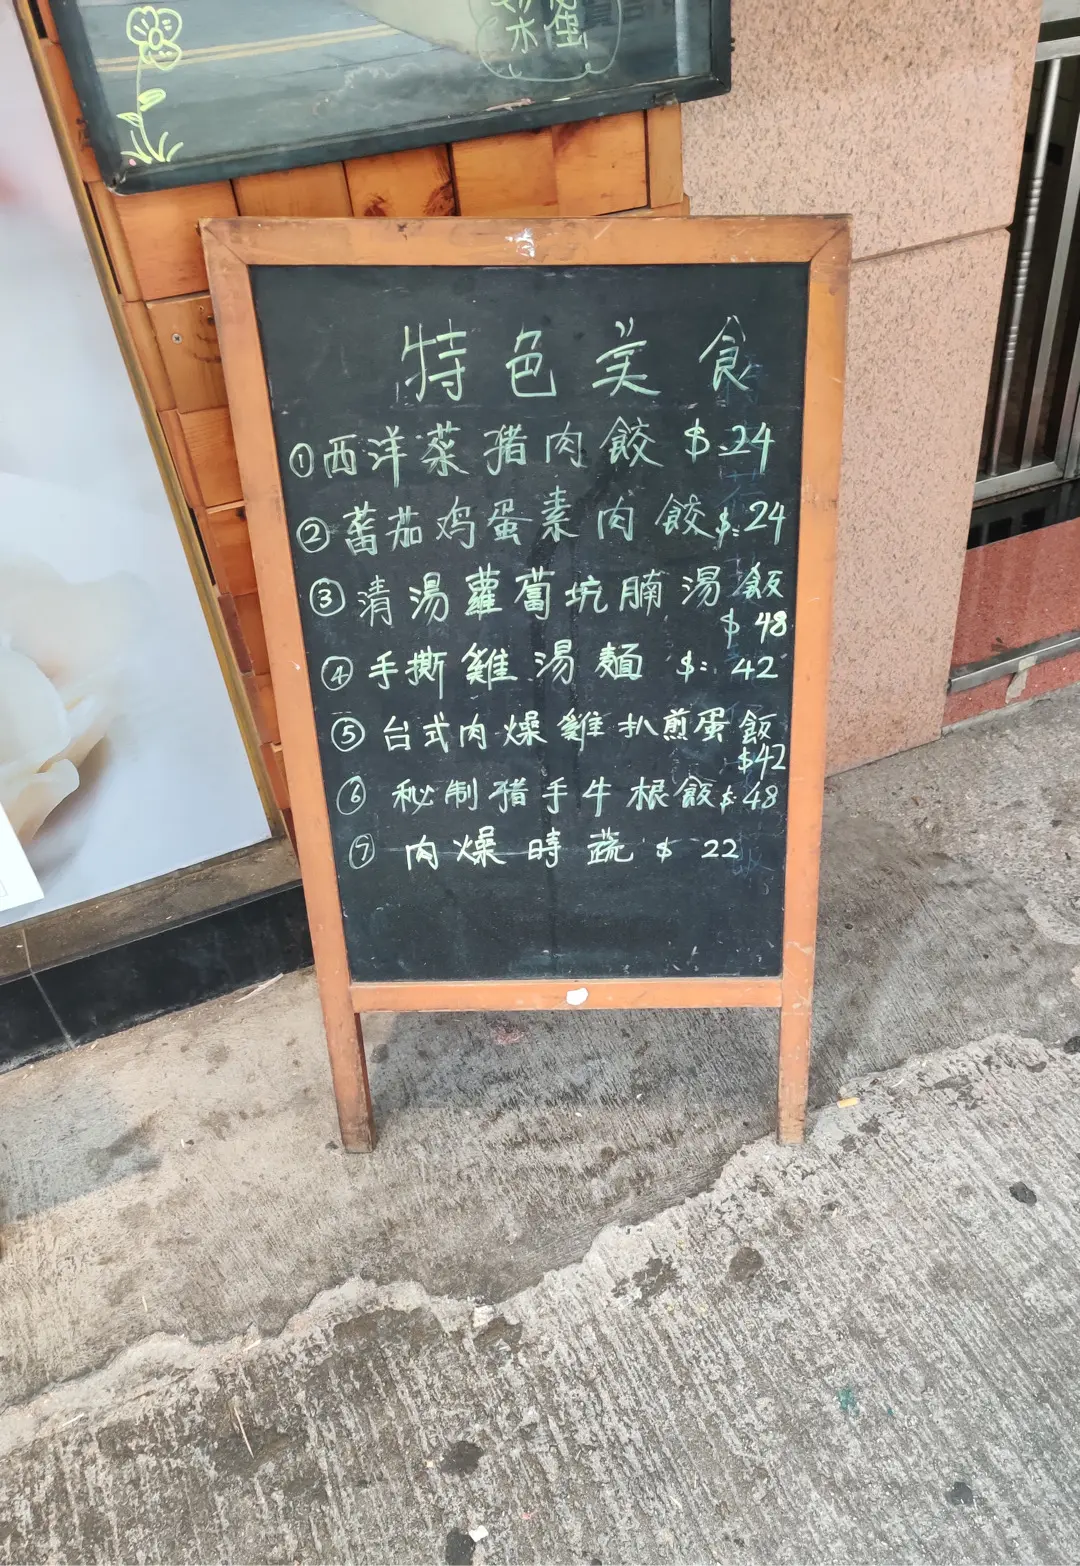 水蛋
特色美食
①西洋菜猪肉餃 $:24
②蕃茄鸡蛋素肉餃$:24
③清湯蘿蔔坑腩湯飯
$48
④手撕雞湯麵 $:42
⑤台式肉燥雞扒煎蛋飯
$42
⑥秘制猪手牛根飯$:48
⑦肉燥時蔬 $22